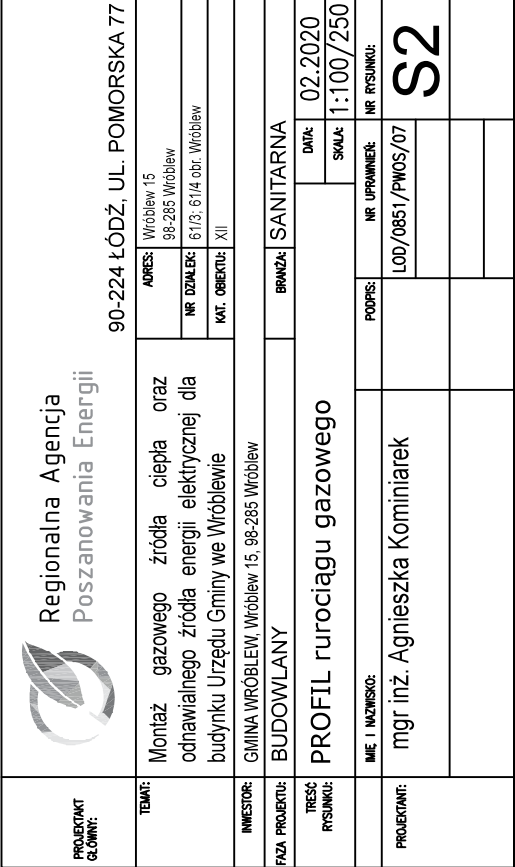 PROJEKTAKT
GŁÓWNY:
Regionalna Agencja
Poszanowania Energii
90-224 ŁÓDŹ, UL. POMORSKA 77
TEMAT:
Montaż gazowego źródła ciepła oraz
odnawialnego źródła energii elektrycznej dla
budynku Urzędu Gminy we Wróblewie
ADRES:
Wróblew 15
98-285 Wróblew
NR DZIAŁEK:
61/3; 61/4 obr. Wróblew
KAT. OBIEKTU:
XII
INWESTOR:
GMINA WRÓBLEW, Wróblew 15, 98-285 Wróblew
FAZA PROJEKTU:
BUDOWLANY
BRANŻA:
SANITARNA
TREŚĆ
RYSUNKU:
PROFIL rurociągu gazowego
DATA:
02.2020
SKALA:
1:100/250
IMIĘ I NAZWISKO:
PODPIS:
NR UPRAWNIEŃ:
NR RYSUNKU:
PROJEKTANT:
mgr inż. Agnieszka Kominiarek
LOD/0851/PWOS/07
S2